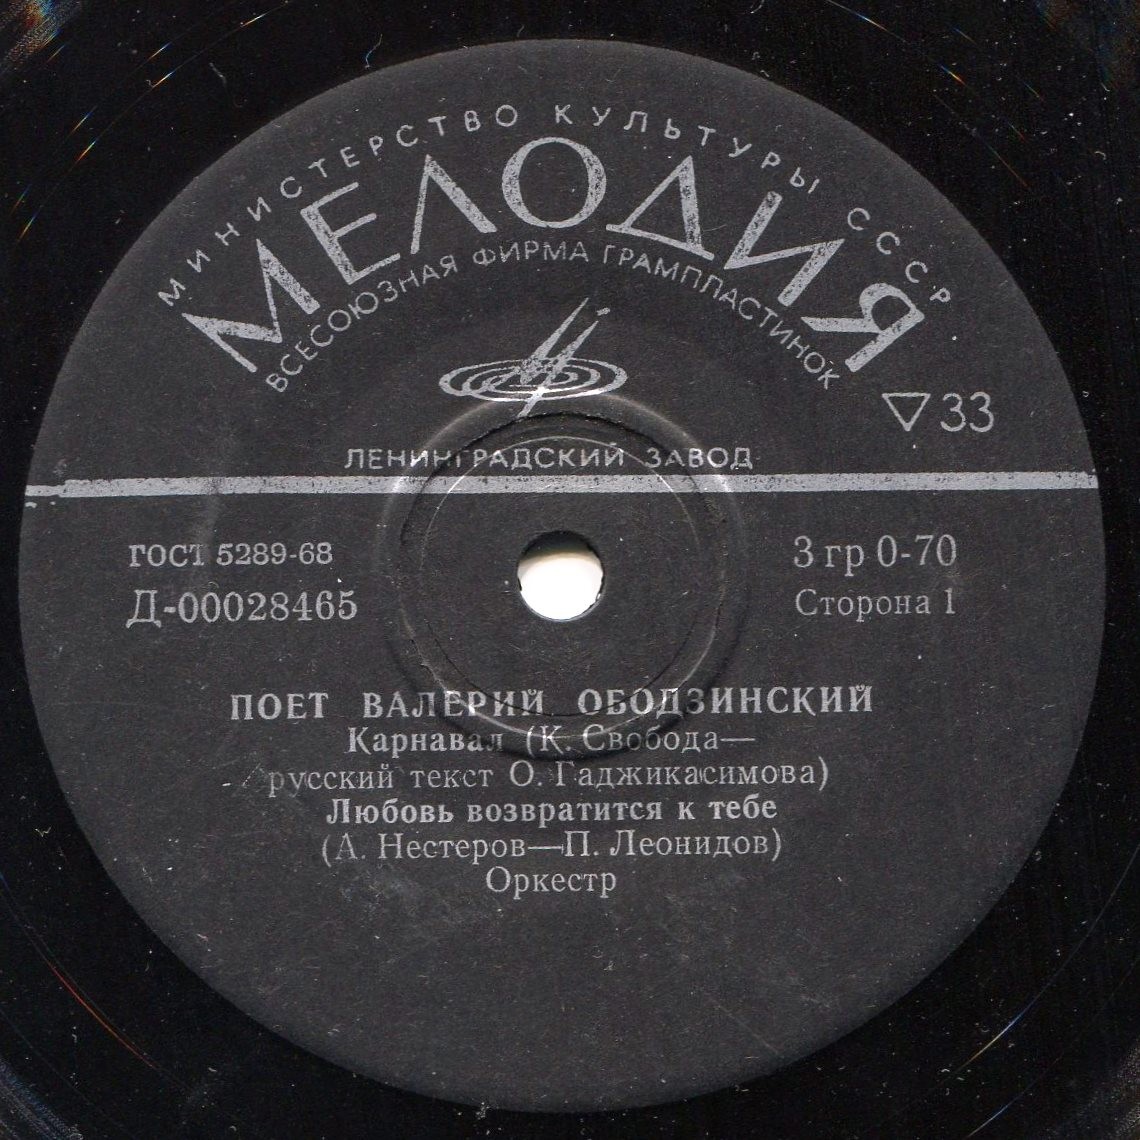 МИНИСТЕРСТВО КУЛЬТУРЫ СССР
МЕЛОДИЯ
ВСЕСОЮЗНАЯ ФИРМА ГРАМПЛАСТИНОК
▽33
ЛЕНИНГРАДСКИЙ ЗАВОД
ГОСТ 5289-68
3 гр 0-70
Д-00028465
Сторона 1
ПОЕТ ВАЛЕРИЙ ОБОДЗИНСКИЙ
Карнавал (К. Свобода—
русский текст О. Гаджикасимова)
Любовь возвратится к тебе
(А. Нестеров—П. Леонидов)
Оркестр